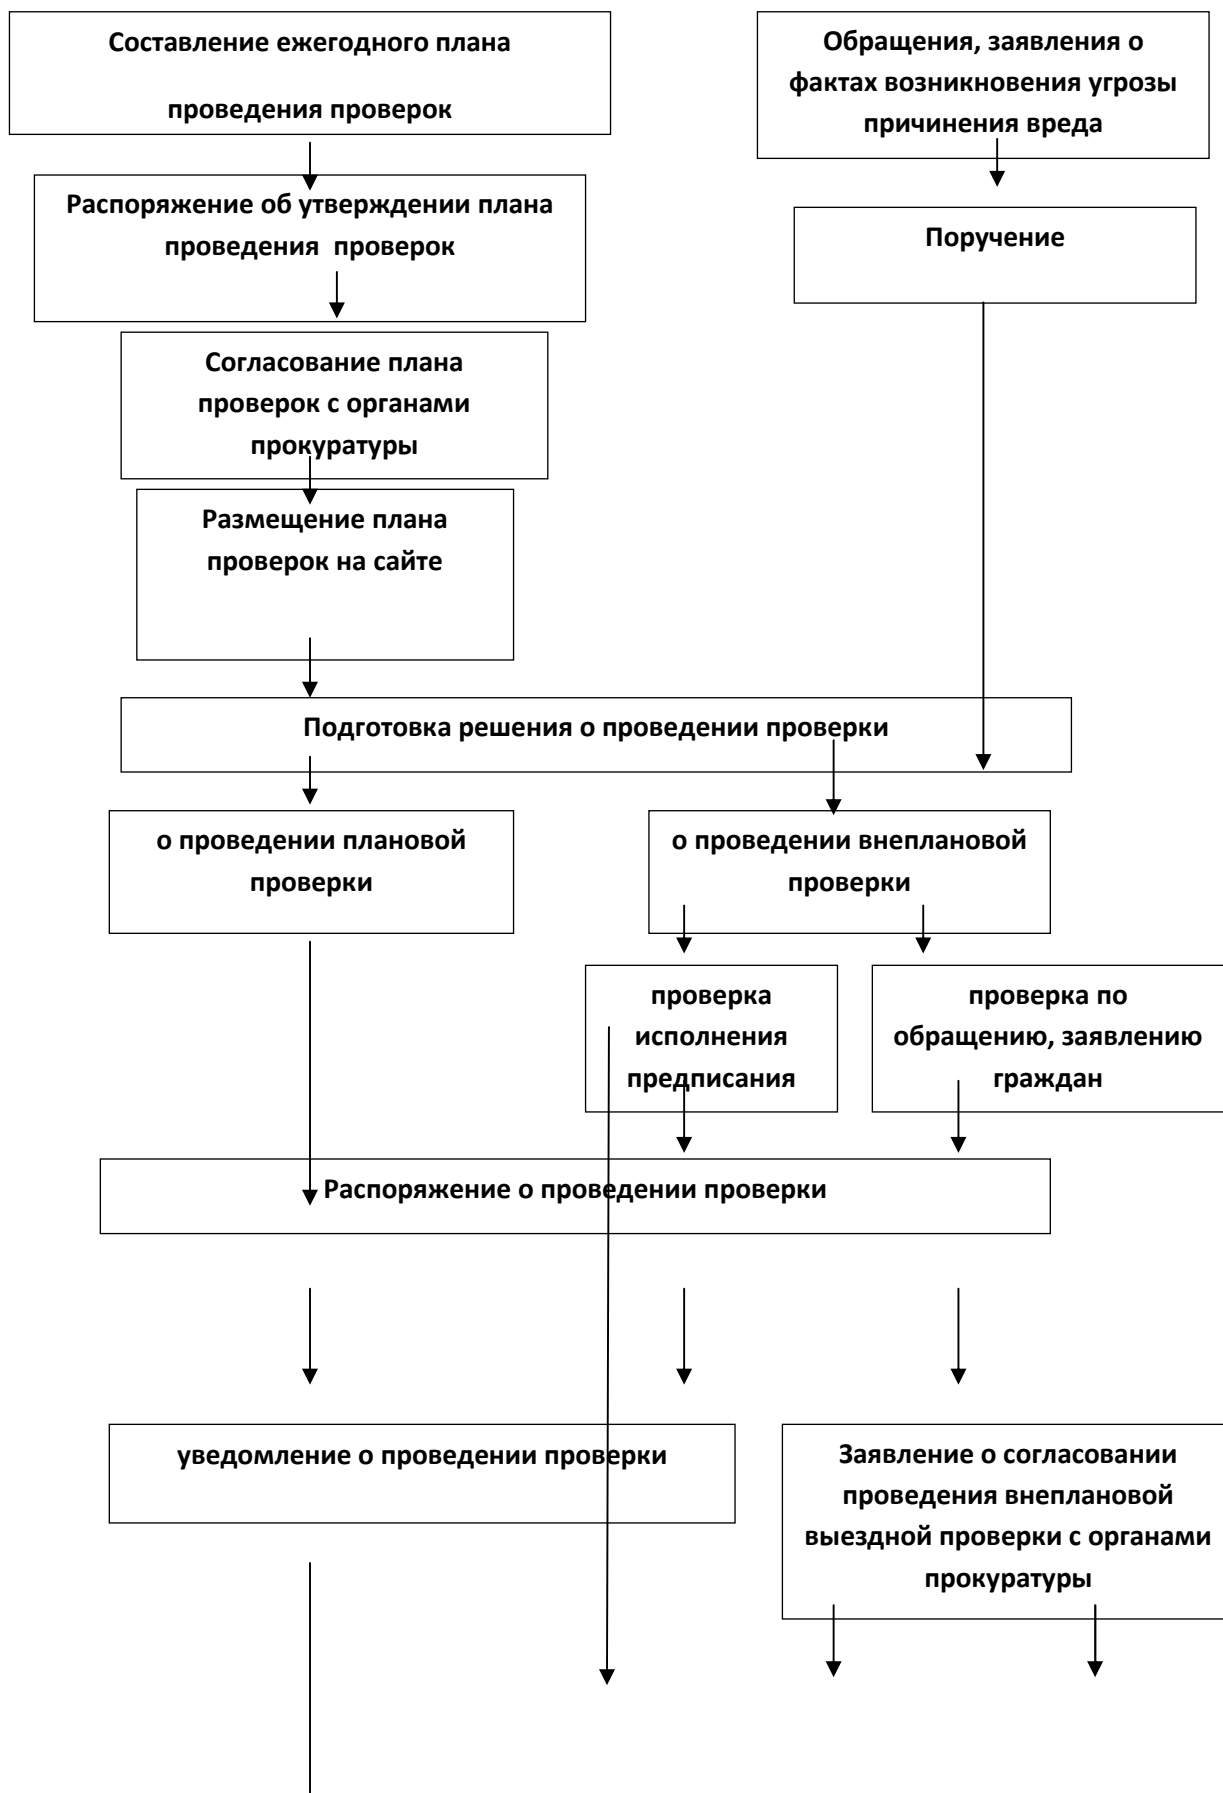 Составление ежегодного плана
проведения проверок
Обращения, заявления о
фактах возникновения угрозы
причинения вреда
Распоряжение об утверждении плана
проведения проверок
Поручение
Согласование плана
проверок с органами
прокуратуры
Размещение плана
проверок на сайте
Подготовка решения о проведении проверки
о проведении плановой
проверки
о проведении внеплановой
проверки
проверка
исполнения
предписания
проверка по
обращению, заявлению
граждан
Распоряжение о проведении проверки
уведомление о проведении проверки
Заявление о согласовании
проведения внеплановой
выездной проверки с органами
прокуратуры